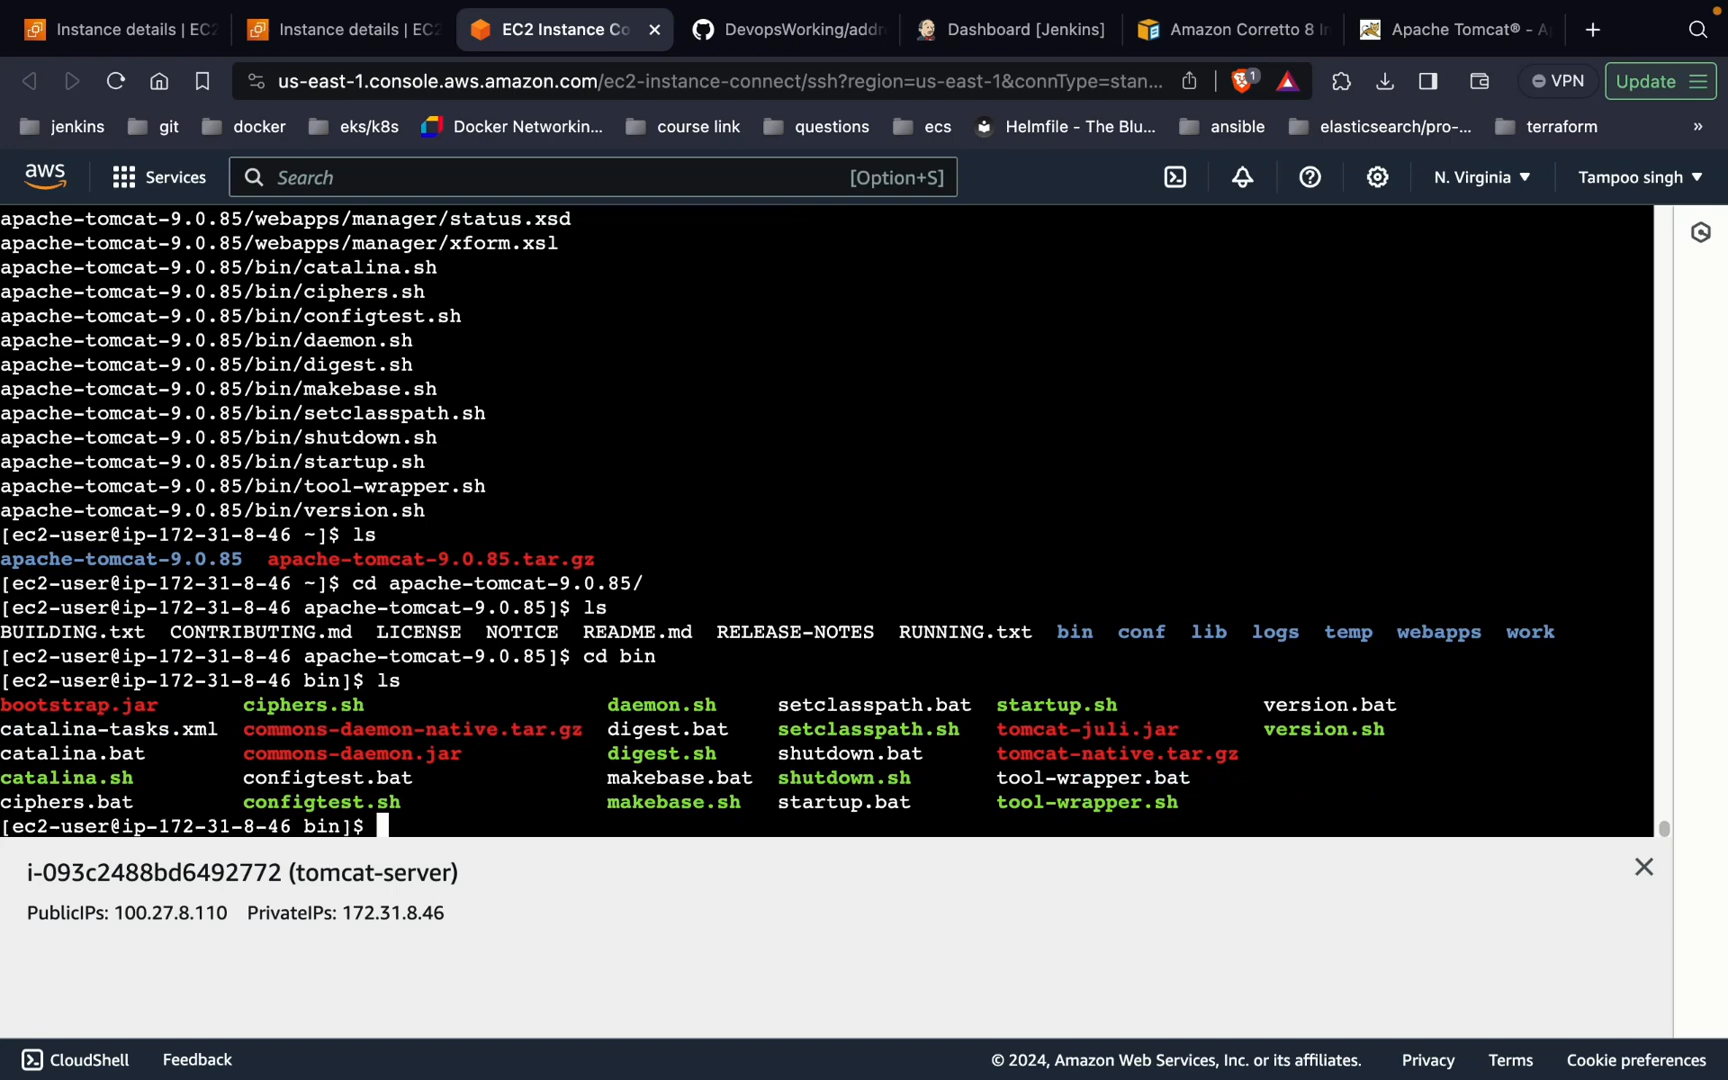 Instance details | EC2
Instance details | EC2
EC2 Instance Co
DevopsWorking/addr
Dashboard [Jenkins]
Amazon Corretto 8 In
Apache Tomcat® - A
us-east-1.console.aws.amazon.com/ec2-instance-connect/ssh?region=us-east-1&connType=stan...
1
VPN
Update
jenkins
git
docker
eks/k8s
Docker Networkin...
course link
questions
ecs
Helmfile - The Blu...
ansible
elasticsearch/pro-...
terraform
»
aws
Services
Search
[Option+S]
N. Virginia
Tampoo singh
apache-tomcat-9.0.85/webapps/manager/status.xsd
apache-tomcat-9.0.85/webapps/manager/xform.xsl
apache-tomcat-9.0.85/bin/catalina.sh
apache-tomcat-9.0.85/bin/ciphers.sh
apache-tomcat-9.0.85/bin/configtest.sh
apache-tomcat-9.0.85/bin/daemon.sh
apache-tomcat-9.0.85/bin/digest.sh
apache-tomcat-9.0.85/bin/makebase.sh
apache-tomcat-9.0.85/bin/setclasspath.sh
apache-tomcat-9.0.85/bin/shutdown.sh
apache-tomcat-9.0.85/bin/startup.sh
apache-tomcat-9.0.85/bin/tool-wrapper.sh
apache-tomcat-9.0.85/bin/version.sh
[ec2-user@ip-172-31-8-46 ~]$ ls
apache-tomcat-9.0.85 apache-tomcat-9.0.85.tar.gz
[ec2-user@ip-172-31-8-46 ~]$ cd apache-tomcat-9.0.85/
[ec2-user@ip-172-31-8-46 apache-tomcat-9.0.85]$ ls
BUILDING.txt CONTRIBUTING.md LICENSE NOTICE README.md RELEASE-NOTES RUNNING.txt bin conf lib logs temp webapps work
[ec2-user@ip-172-31-8-46 apache-tomcat-9.0.85]$ cd bin
[ec2-user@ip-172-31-8-46 bin]$ ls
bootstrap.jar ciphers.sh daemon.sh setclasspath.bat startup.sh version.bat
catalina-tasks.xml commons-daemon-native.tar.gz digest.bat setclasspath.sh tomcat-juli.jar version.sh
catalina.bat commons-daemon.jar digest.sh shutdown.bat tomcat-native.tar.gz
catalina.sh configtest.bat makebase.bat shutdown.sh tool-wrapper.bat
ciphers.bat configtest.sh makebase.sh startup.bat tool-wrapper.sh
[ec2-user@ip-172-31-8-46 bin]$
i-093c2488bd6492772 (tomcat-server)
PublicIPs: 100.27.8.110 PrivateIPs: 172.31.8.46
CloudShell
Feedback
© 2024, Amazon Web Services, Inc. or its affiliates.
Privacy
Terms
Cookie preferences